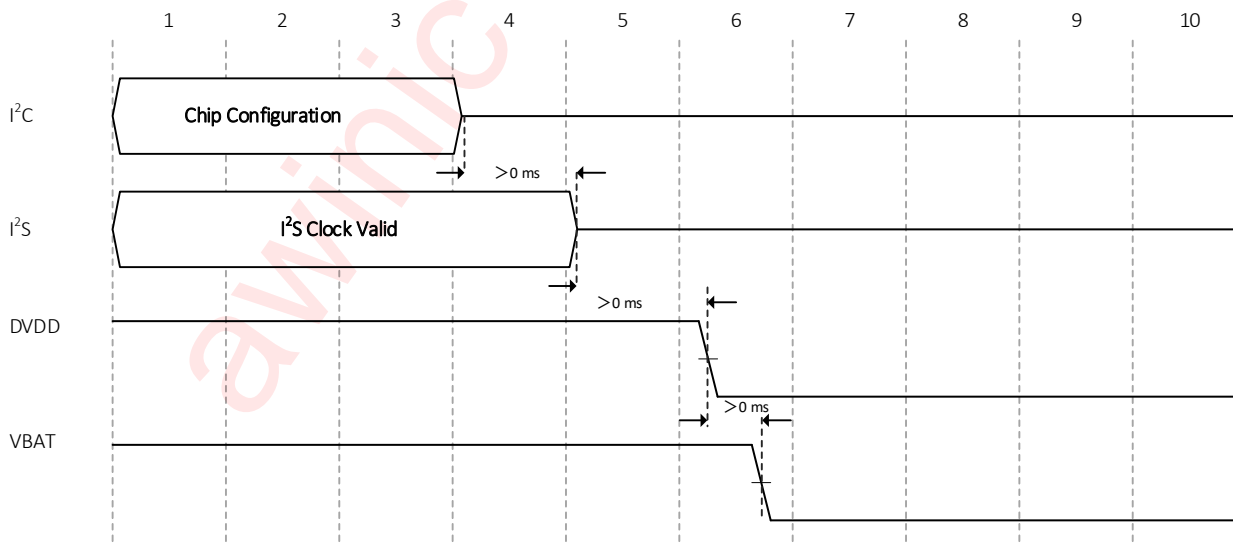 1 2 3 4 5 6 7 8 9 10
I²C
Chip Configuration
>0 ms
I²S
I²S Clock Valid
>0 ms
DVDD
>0 ms
VBAT
awinic